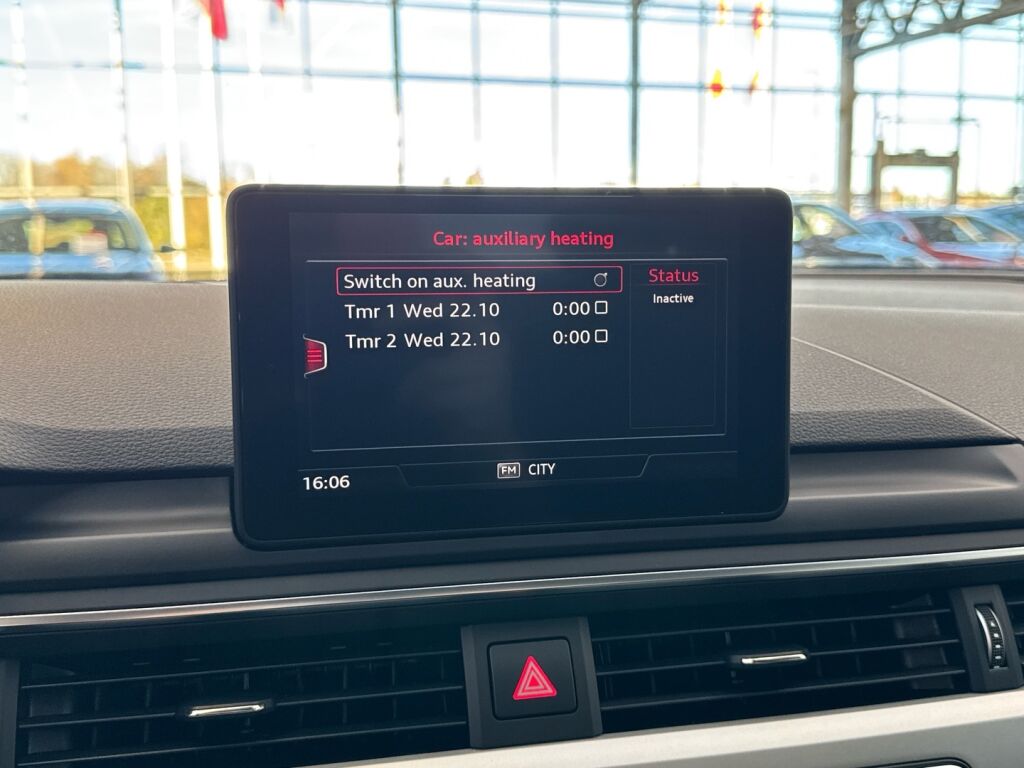 Car: auxiliary heating
Switch on aux. heating
Tmr 1 Wed 22.10 0:00
Tmr 2 Wed 22.10 0:00
Status
Inactive
16:06
FM CITY